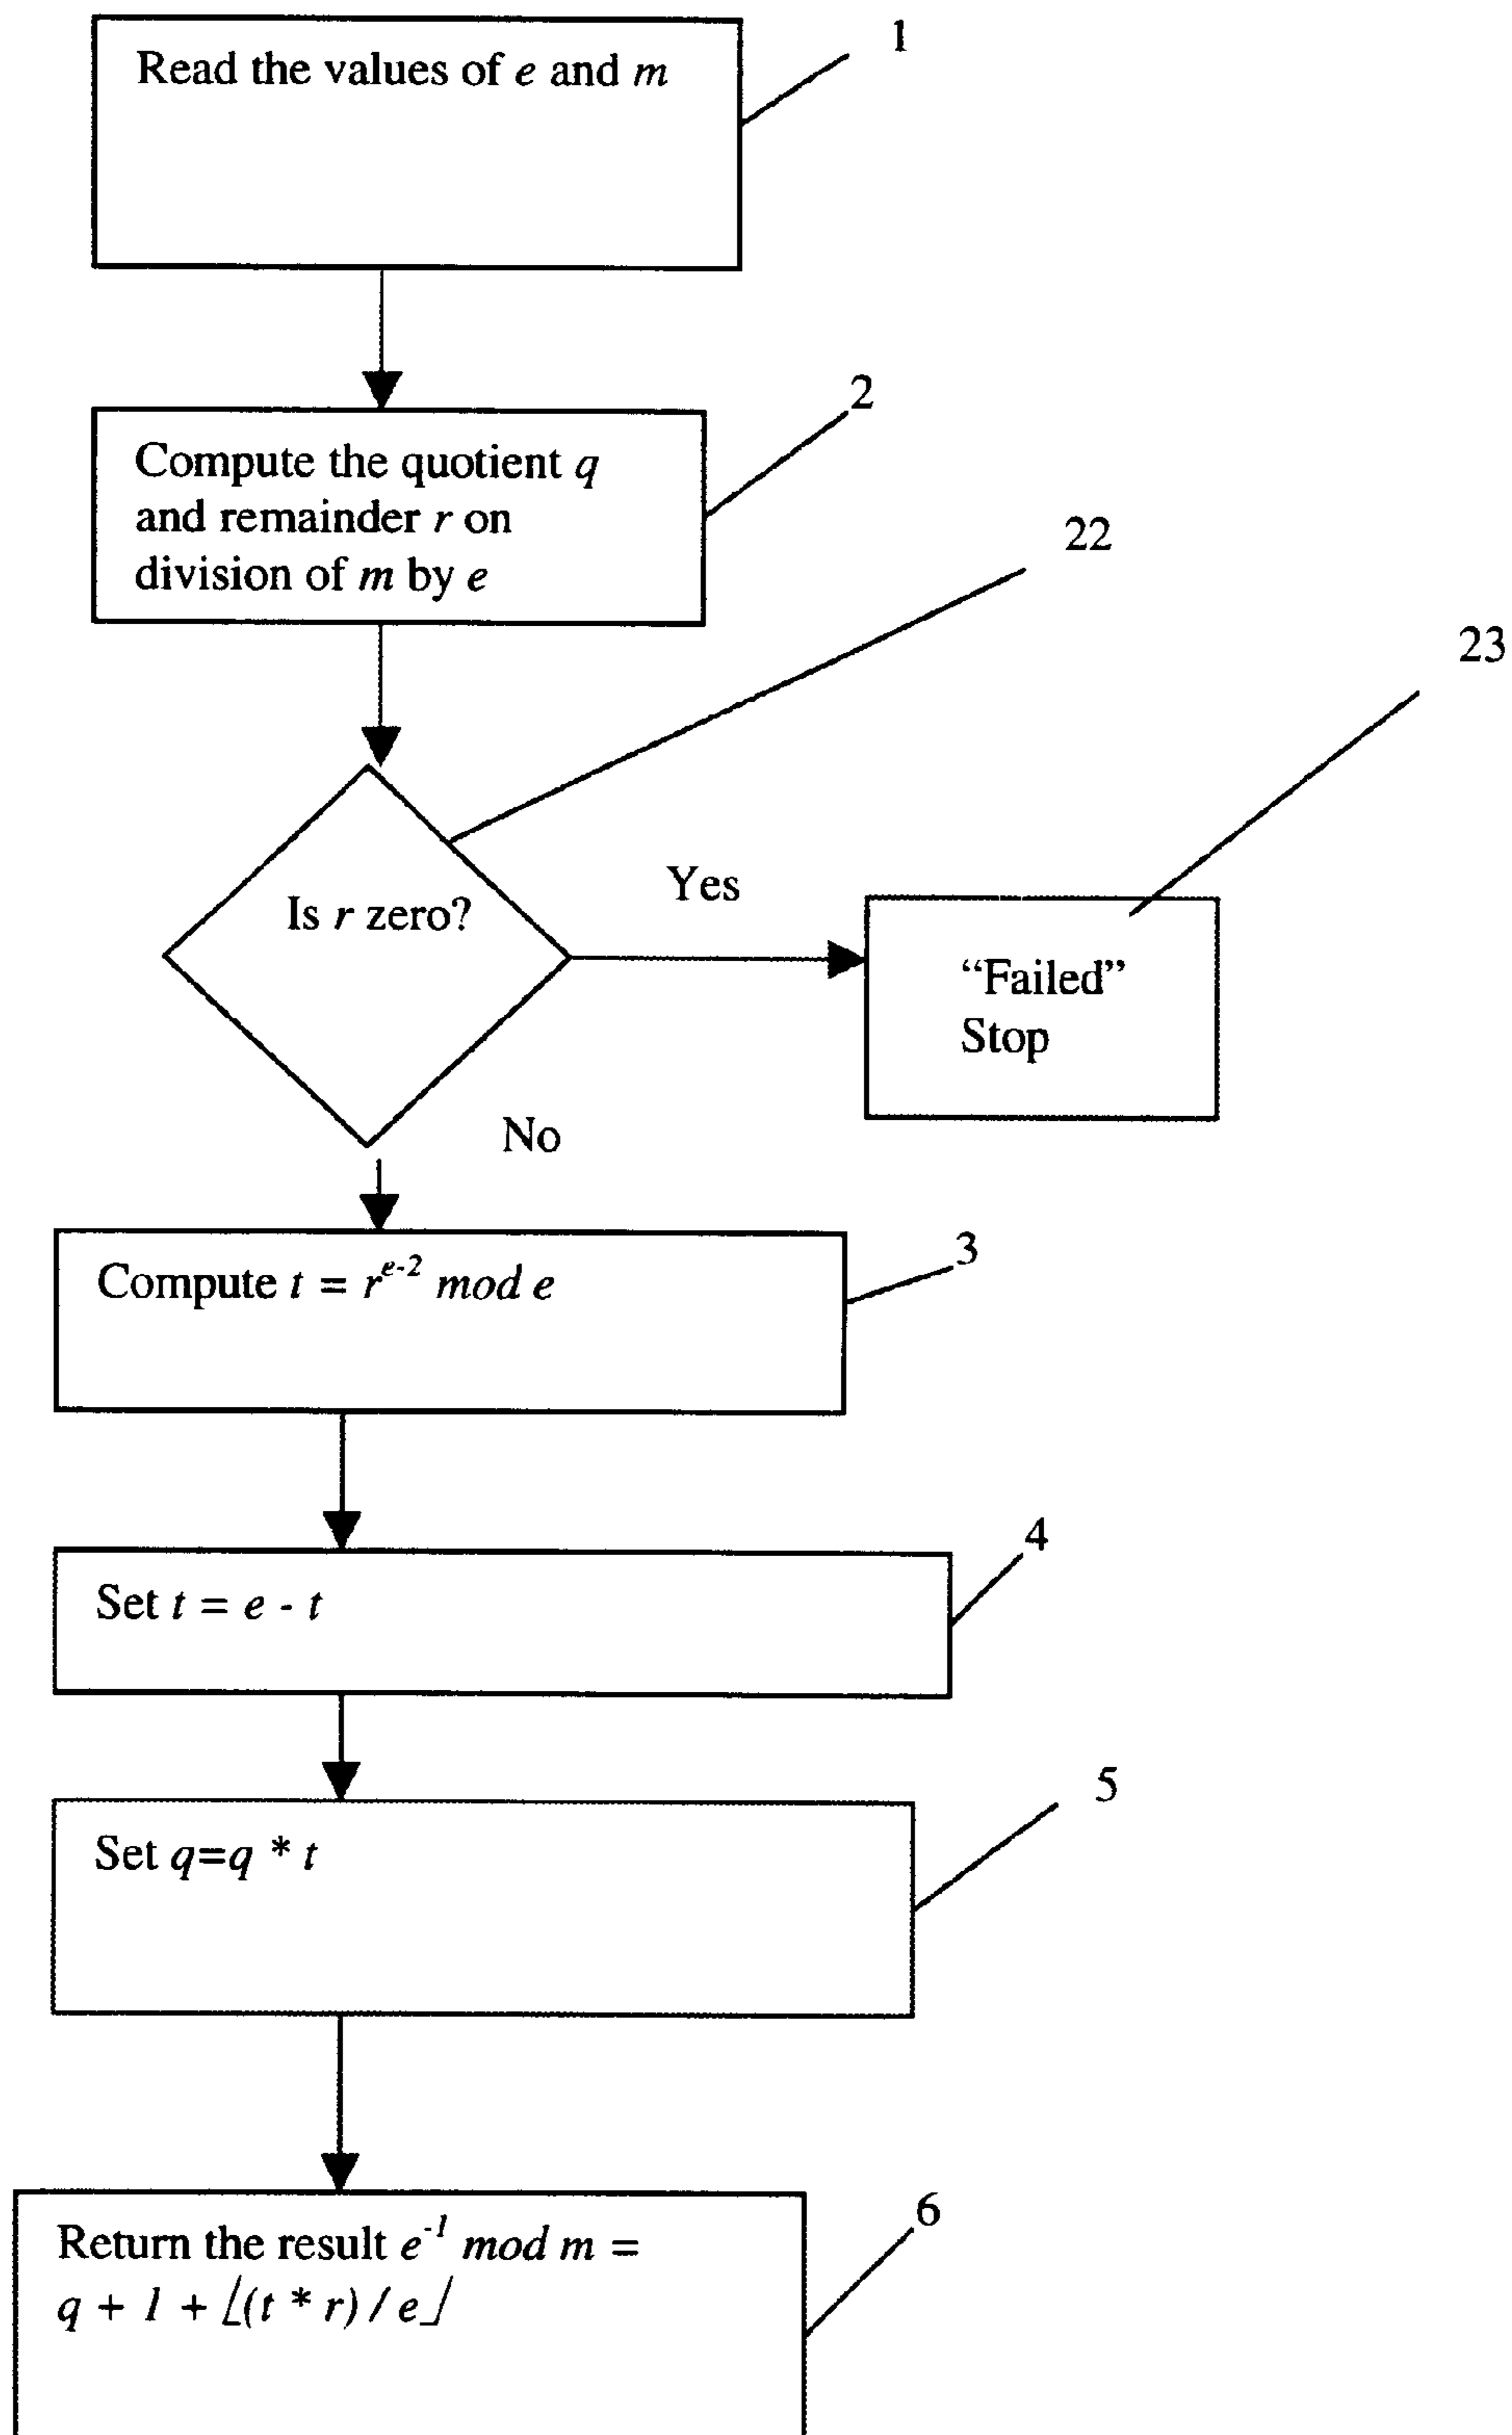 Read the values of e and m
1
Compute the quotient q
and remainder r on
division of m by e
2
22
23
Is r zero?
Yes
“Failed”
Stop
No
Compute t = r^{e-2} mod e
3
Set t = e - t
4
Set q=q * t
5
Return the result e^{-1} mod m =
q + 1 + ⌊(t * r) / e⌋
6